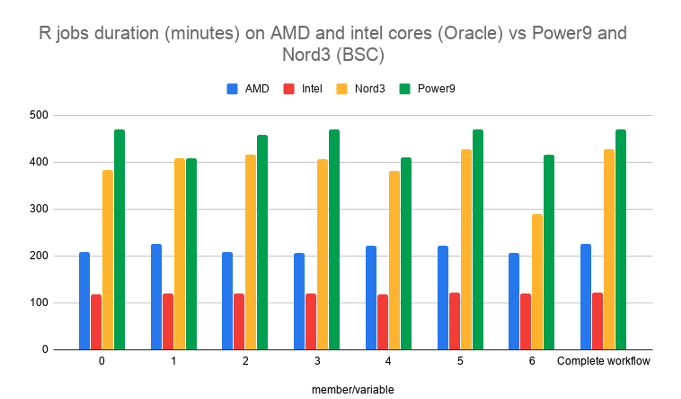 R jobs duration (minutes) on AMD and intel cores (Oracle) vs Power9 and
Nord3 (BSC)
AMD Intel Nord3 Power9
500
400
300
200
100
0
0 1 2 3 4 5 6 Complete workflow
member/variable